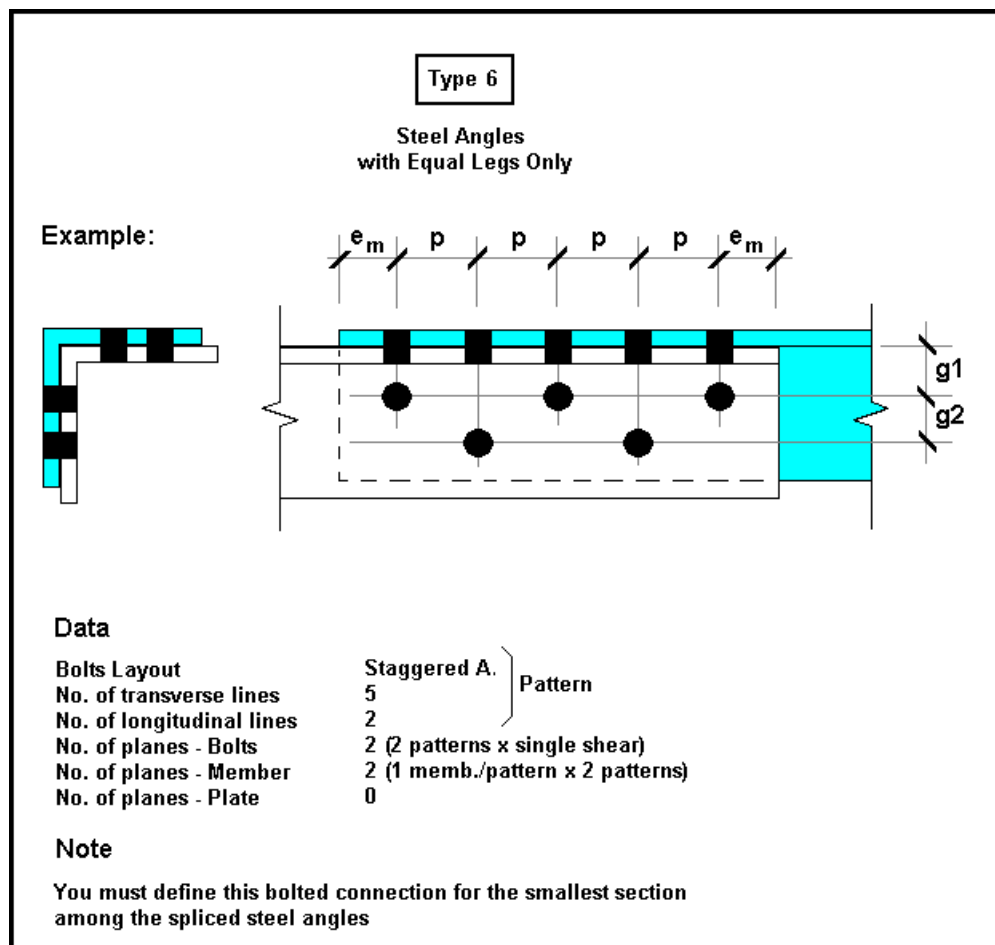 Type 6
Steel Angles
with Equal Legs Only
Example:
em p p p p em
g1
g2
Data
Bolts Layout Staggered A.
Pattern
No. of transverse lines 5
No. of longitudinal lines 2
No. of planes - Bolts 2 (2 patterns x single shear)
No. of planes - Member 2 (1 memb./pattern x 2 patterns)
No. of planes - Plate 0
Note
You must define this bolted connection for the smallest section
among the spliced steel angles